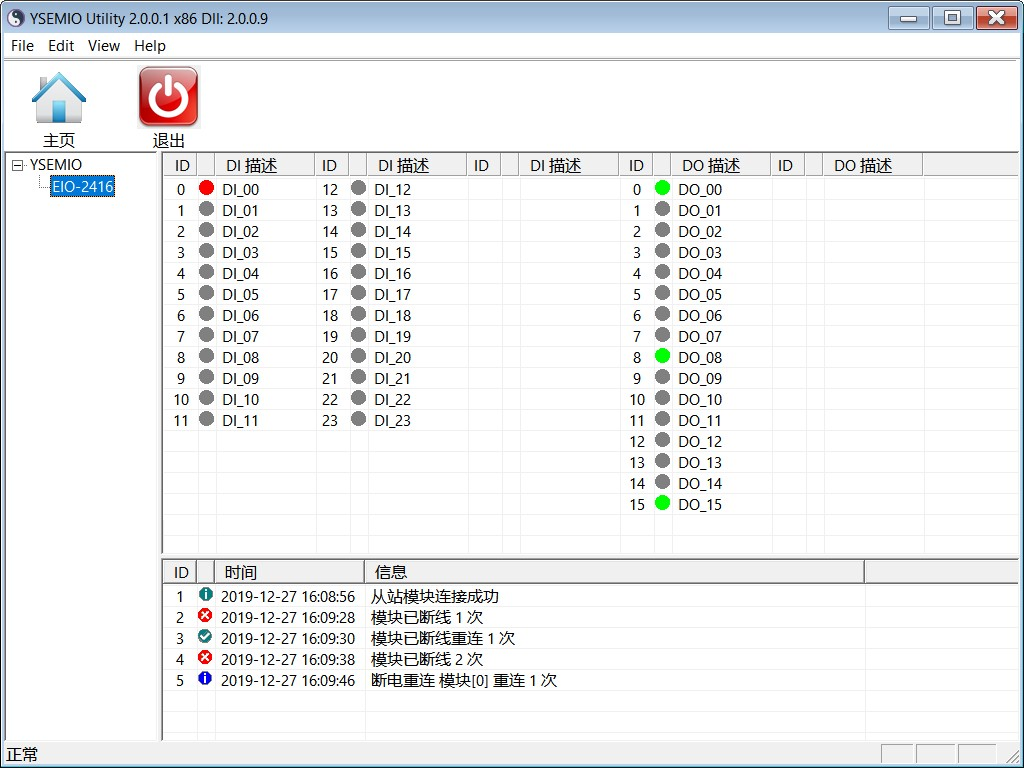 YSEMIO Utility 2.0.0.1 x86 Dll: 2.0.0.9
File Edit View Help
主页 退出
YSEMIO
EIO-2416
ID DI 描述 ID DI 描述 ID DI 描述 ID DO 描述 ID DO 描述
0 DI_00 12 DI_12 0 DO_00
1 DI_01 13 DI_13 1 DO_01
2 DI_02 14 DI_14 2 DO_02
3 DI_03 15 DI_15 3 DO_03
4 DI_04 16 DI_16 4 DO_04
5 DI_05 17 DI_17 5 DO_05
6 DI_06 18 DI_18 6 DO_06
7 DI_07 19 DI_19 7 DO_07
8 DI_08 20 DI_20 8 DO_08
9 DI_09 21 DI_21 9 DO_09
10 DI_10 22 DI_22 10 DO_10
11 DI_11 23 DI_23 11 DO_11
12 DO_12
13 DO_13
14 DO_14
15 DO_15
ID 时间 信息
1 2019-12-27 16:08:56 从站模块连接成功
2 2019-12-27 16:09:28 模块已断线 1 次
3 2019-12-27 16:09:30 模块已断线重连 1 次
4 2019-12-27 16:09:38 模块已断线 2 次
5 2019-12-27 16:09:46 断电重连 模块[0] 重连 1 次
正常